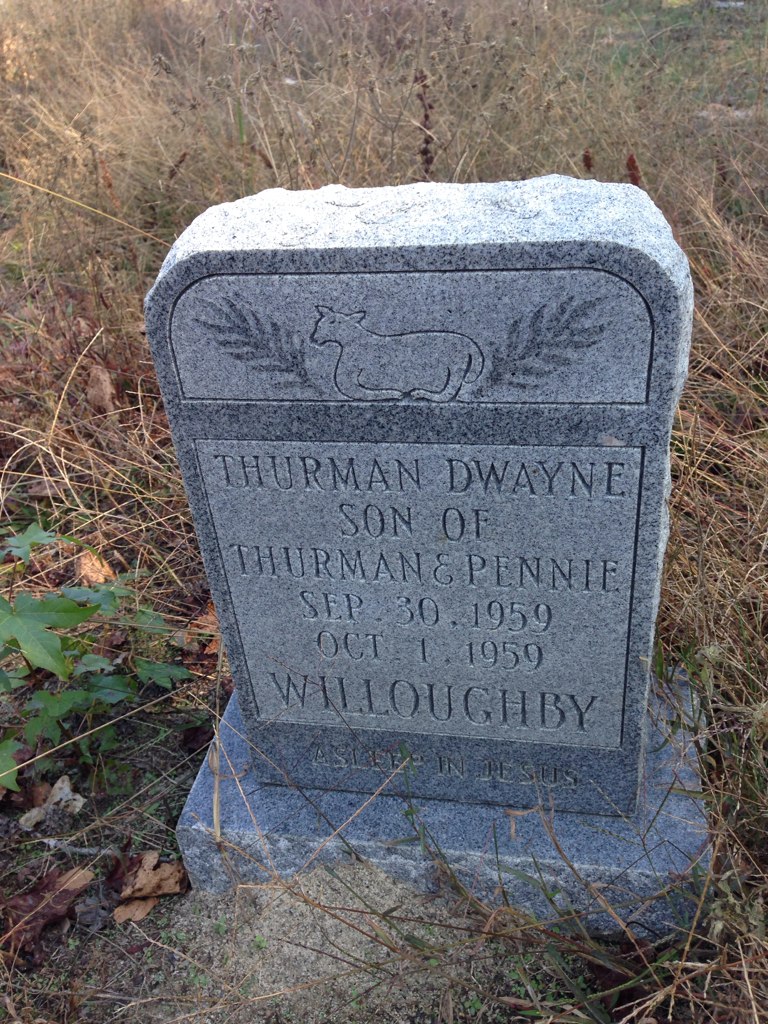 THURMAN DWAYNE
SON OF
THURMAN & PENNIE
SEP. 30. 1959
OCT. 1. 1959
WILLOUGHBY
ASLEEP IN JESUS